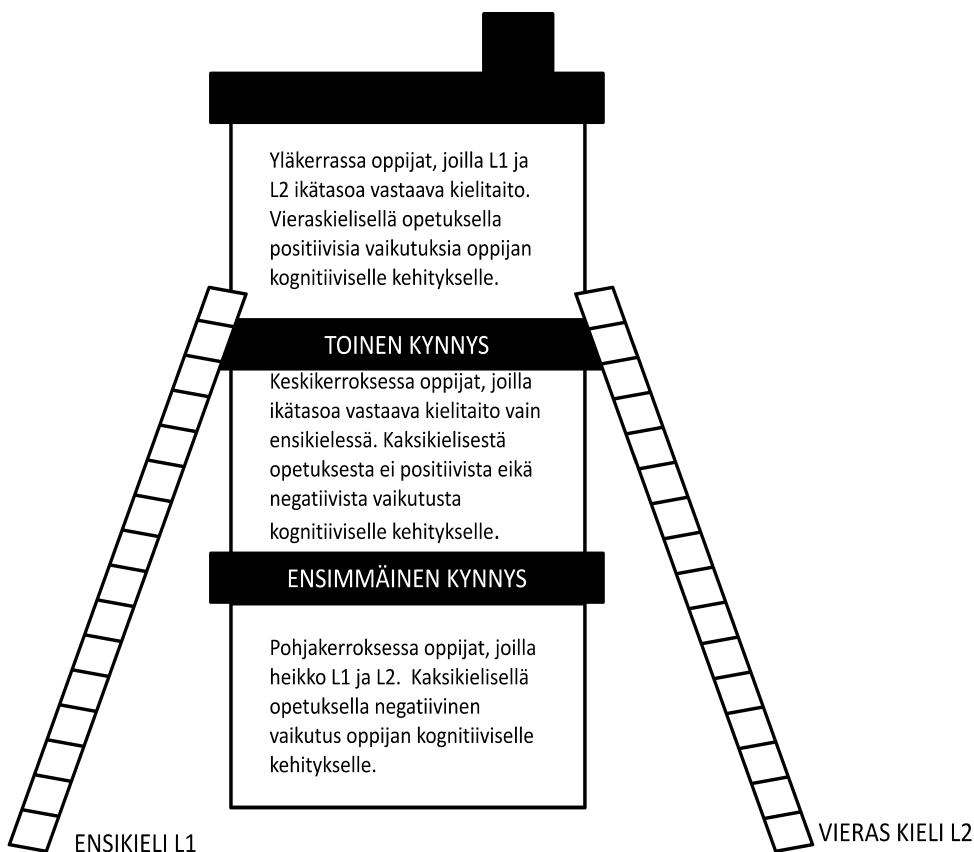 Yläkerrassa oppijat, joilla L1 ja
L2 ikätasoa vastaava kielitaito.
Vieraskielisellä opetuksella
positiivisia vaikutuksia oppijan
kognitiiviselle kehitykselle.
TOINEN KYNNYS
Keskikerroksessa oppijat, joilla
ikätasoa vastaava kielitaito vain
ensikielessä. Kaksikielisestä
opetuksesta ei positiivista eikä
negatiivista vaikutusta
kognitiiviselle kehitykselle.
ENSIMMÄINEN KYNNYS
Pohjakerroksessa oppijat, joilla
heikko L1 ja L2. Kaksikielisellä
opetuksella negatiivinen
vaikutus oppijan kognitiiviselle
kehitykselle.
ENSIKIELI L1
VIERAS KIELI L2